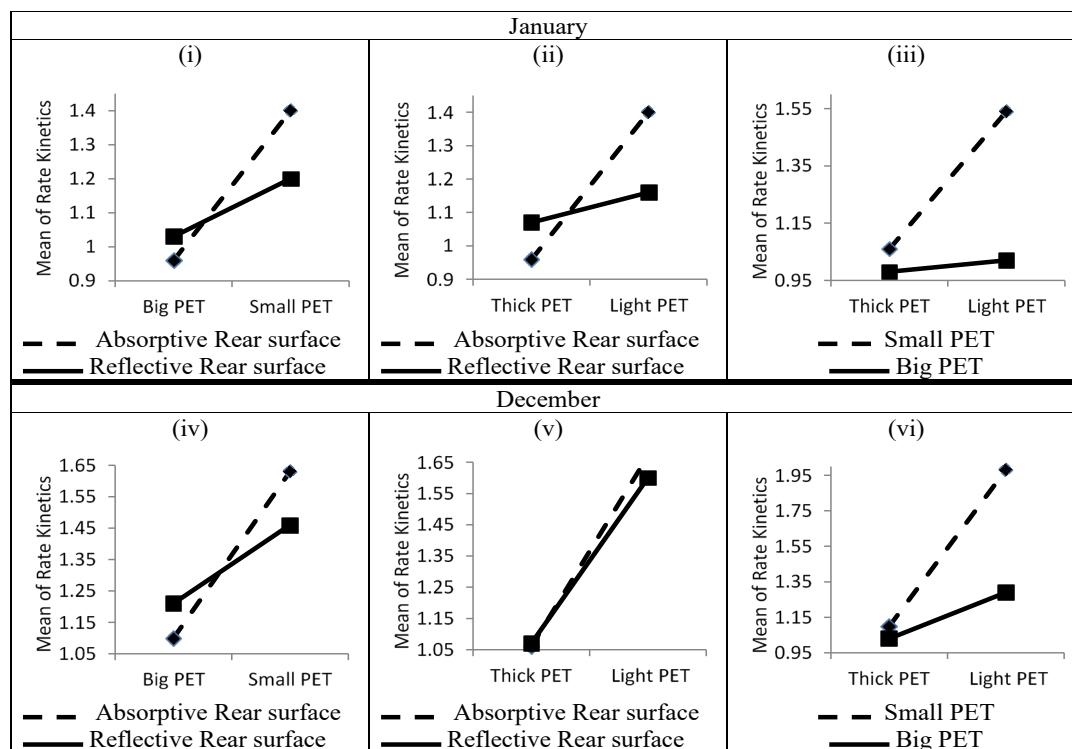 January
(i)
Mean of Rate Kinetics
1.4
1.3
1.2
1.1
1
0.9
Big PET Small PET
Absorptive Rear surface
Reflective Rear surface
(ii)
Mean of Rate Kinetics
1.4
1.3
1.2
1.1
1
0.9
Thick PET Light PET
Absorptive Rear surface
Reflective Rear surface
(iii)
Mean of Rate Kinetics
1.55
1.35
1.15
0.95
Thick PET Light PET
Small PET
Big PET
December
(iv)
Mean of Rate Kinetics
1.65
1.55
1.45
1.35
1.25
1.15
1.05
Big PET Small PET
Absorptive Rear surface
Reflective Rear surface
(v)
Mean of Rate Kinetics
1.65
1.55
1.45
1.35
1.25
1.15
1.05
Thick PET Light PET
Absorptive Rear surface
Reflective Rear surface
(vi)
Mean of Rate Kinetics
1.95
1.75
1.55
1.35
1.15
0.95
Thick PET Light PET
Small PET
Big PET